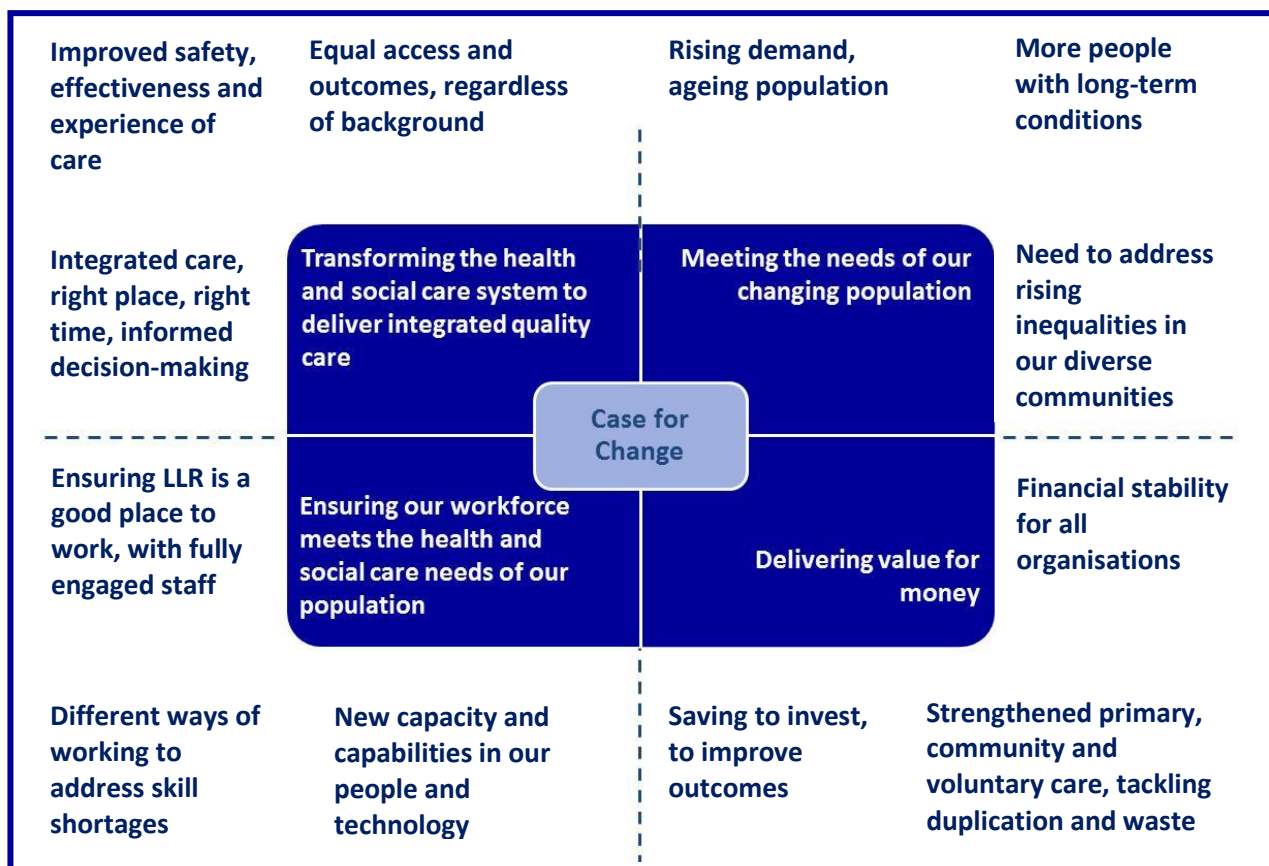 Improved safety,
effectiveness and
experience of
care
Equal access and
outcomes, regardless
of background
Rising demand,
ageing population
More people
with long-term
conditions
Integrated care,
right place, right
time, informed
decision-making
Transforming the health
and social care system to
deliver integrated quality
care
Meeting the needs of our
changing population
Need to address
rising
inequalities in
our diverse
communities
Case for
Change
Ensuring LLR is a
good place to
work, with fully
engaged staff
Ensuring our workforce
meets the health and
social care needs of our
population
Delivering value for
money
Financial stability
for all
organisations
Different ways of
working to
address skill
shortages
New capacity and
capabilities in our
people and
technology
Saving to invest,
to improve
outcomes
Strengthened primary,
community and
voluntary care, tackling
duplication and waste